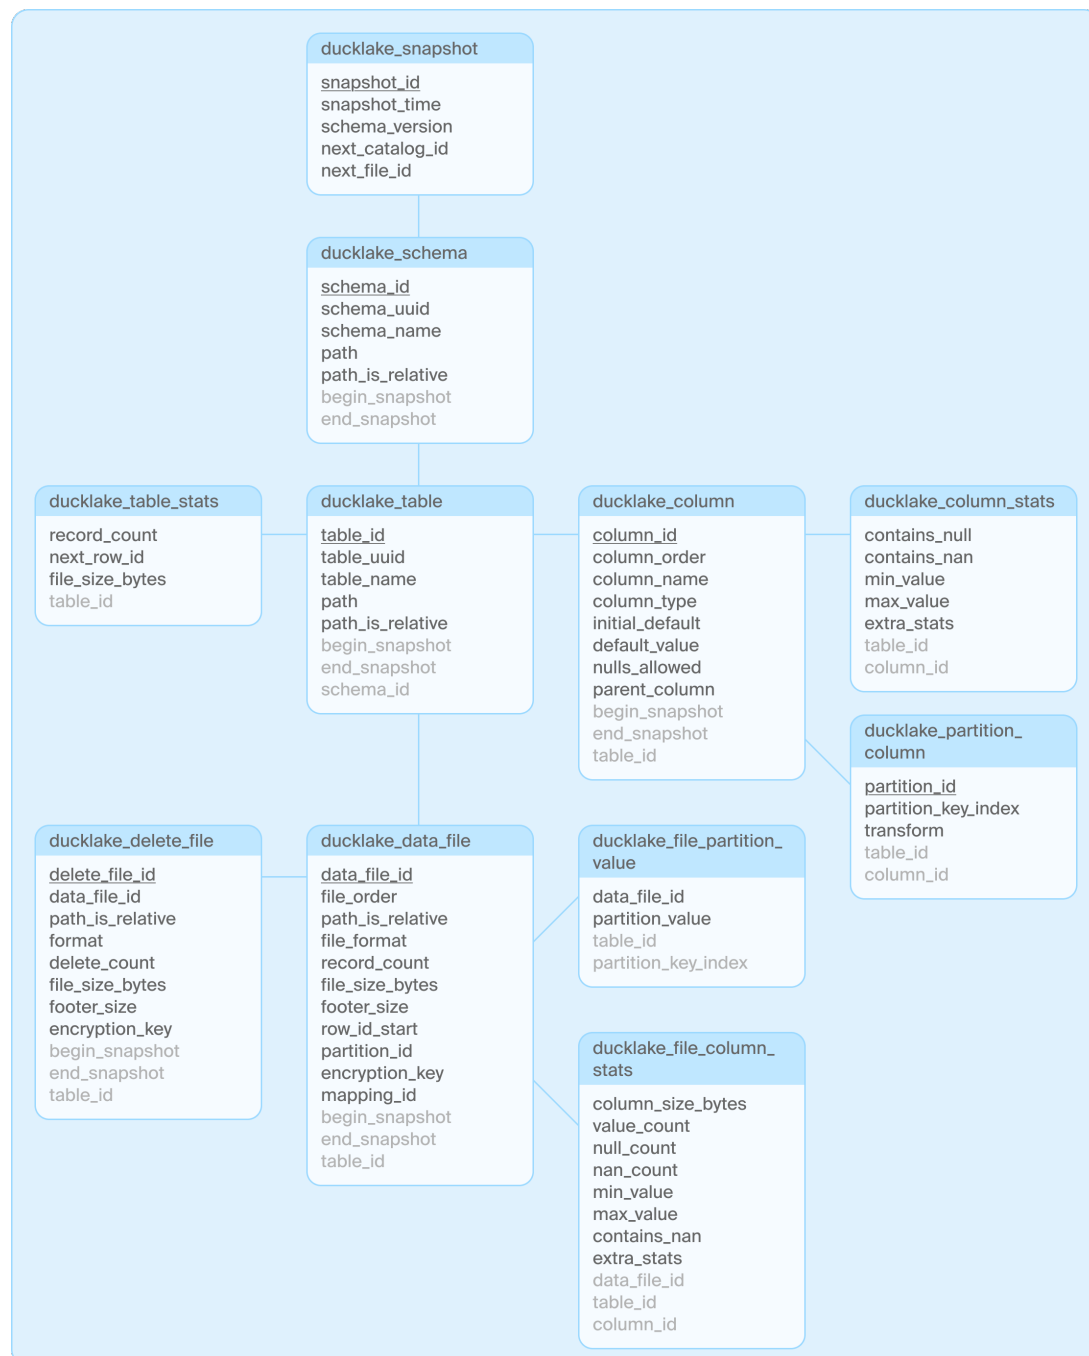 ducklake_snapshot
snapshot_id
snapshot_time
schema_version
next_catalog_id
next_file_id
ducklake_schema
schema_id
schema_uuid
schema_name
path
path_is_relative
begin_snapshot
end_snapshot
ducklake_table_stats
record_count
next_row_id
file_size_bytes
table_id
ducklake_table
table_id
table_uuid
table_name
path
path_is_relative
begin_snapshot
end_snapshot
schema_id
ducklake_column
column_id
column_order
column_name
column_type
initial_default
default_value
nulls_allowed
parent_column
begin_snapshot
end_snapshot
table_id
ducklake_column_stats
contains_null
contains_nan
min_value
max_value
extra_stats
table_id
column_id
ducklake_partition_
column
partition_id
partition_key_index
transform
table_id
column_id
ducklake_delete_file
delete_file_id
data_file_id
path_is_relative
format
delete_count
file_size_bytes
footer_size
encryption_key
begin_snapshot
end_snapshot
table_id
ducklake_data_file
data_file_id
file_order
path_is_relative
file_format
record_count
file_size_bytes
footer_size
row_id_start
partition_id
encryption_key
mapping_id
begin_snapshot
end_snapshot
table_id
ducklake_file_partition_
value
data_file_id
partition_value
table_id
partition_key_index
ducklake_file_column_
stats
column_size_bytes
value_count
null_count
nan_count
min_value
max_value
contains_nan
extra_stats
data_file_id
table_id
column_id